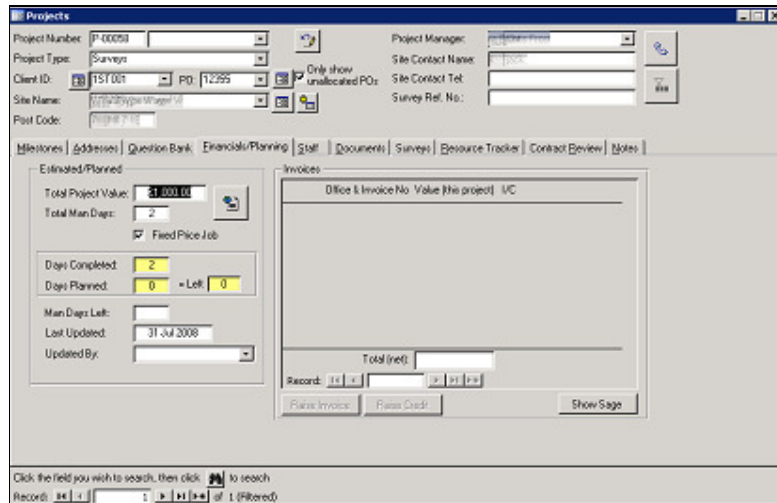 Projects
Project Number: P-00058
Project Manager:
Project Type: Surveys
Site Contact Name:
Client ID: 1ST001 PO: 12355
Only show unallocated POs
Site Contact Tel:
Site Name:
Survey Ref. No.:
Post Code:
Milestones Addresses Question Bank Financials/Planning Staff Documents Surveys Resource Tracker Contract Review Notes
Estimated/Planned
Total Project Value: £1,000.00
Total Man Days: 2
Fixed Price Job
Days Completed: 2
Days Planned: 0 = Left: 0
Man Days Left:
Last Updated: 31 Jul 2008
Updated By:
Invoices
Office & Invoice No Value (this project) I/C
Total (net):
Record:
Raise Invoice Raise Credit Show Sage
Click the field you wish to search, then click to search
Record: 1 of 1 (Filtered)